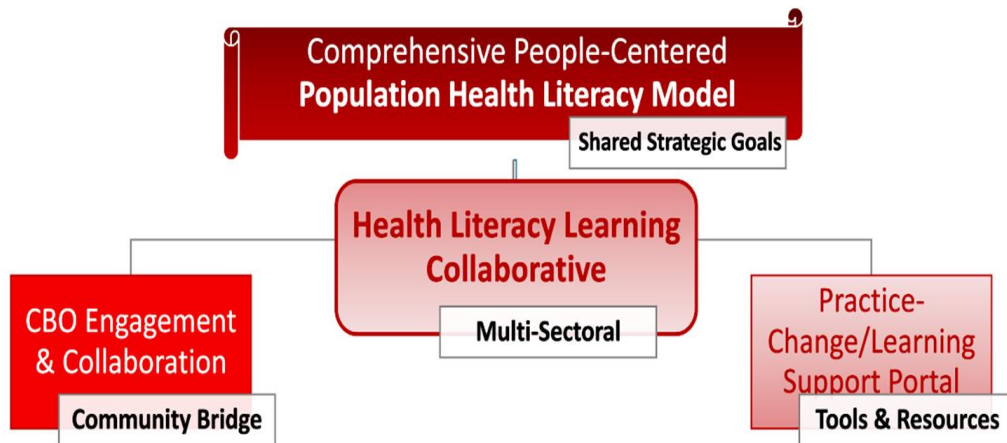 Comprehensive People-Centered
Population Health Literacy Model
Shared Strategic Goals
Health Literacy Learning
Collaborative
Multi-Sectoral
CBO Engagement
& Collaboration
Community Bridge
Practice-
Change/Learning
Support Portal
Tools & Resources